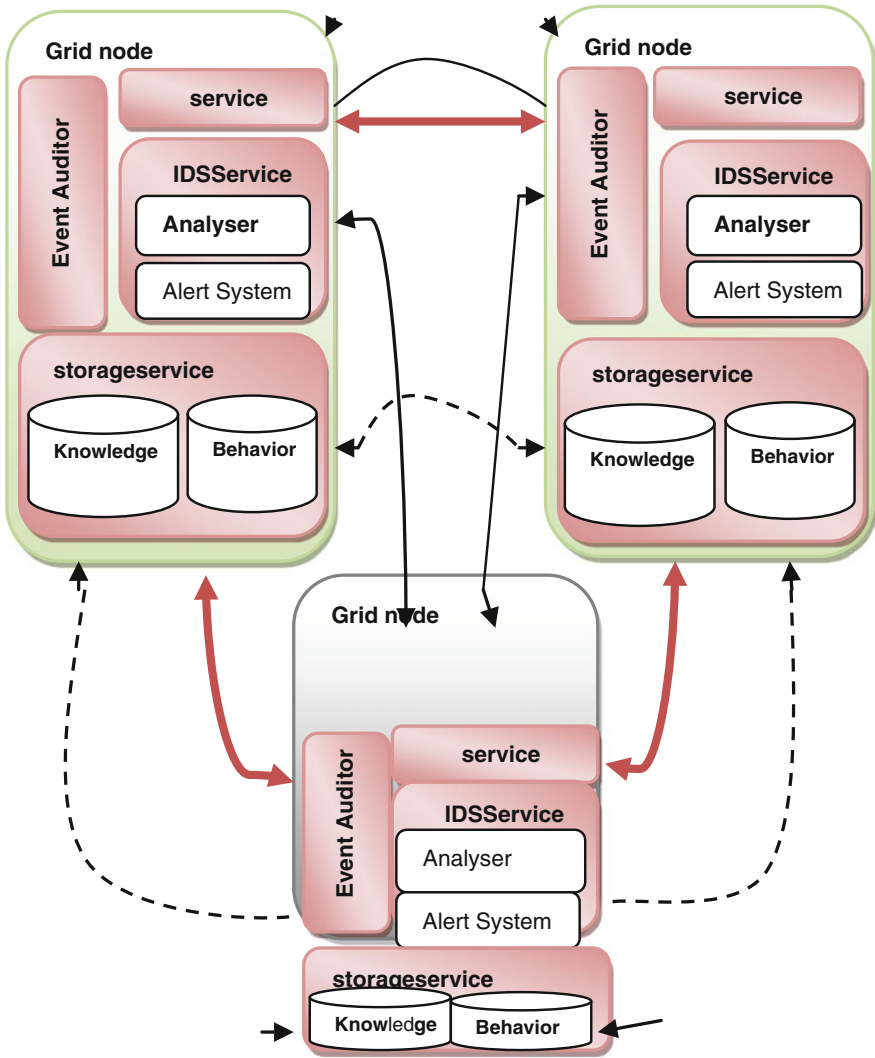 Grid node
service
Event Auditor
IDSService
Analyser
Alert System
storageservice
Knowledge
Behavior
Grid node
service
Event Auditor
IDSService
Analyser
Alert System
storageservice
Knowledge
Behavior
Grid node
service
Event Auditor
IDSService
Analyser
Alert System
storageservice
Knowledge
Behavior